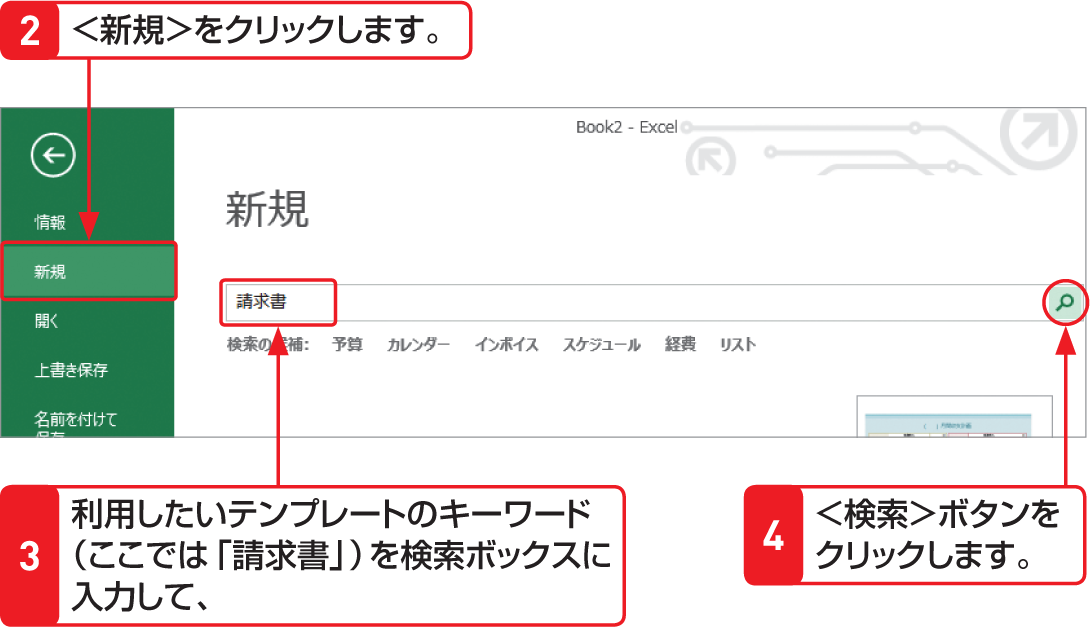 2 <新規>をクリックします。
Book2 - Excel
情報
新規
新規
請求書
開く
検索の候補: 予算 カレンダー インボイス スケジュール 経費 リスト
上書き保存
名前を付けて
保存
3 利用したいテンプレートのキーワード
(ここでは「請求書」)を検索ボックスに
入力して、
4 <検索>ボタンを
クリックします。